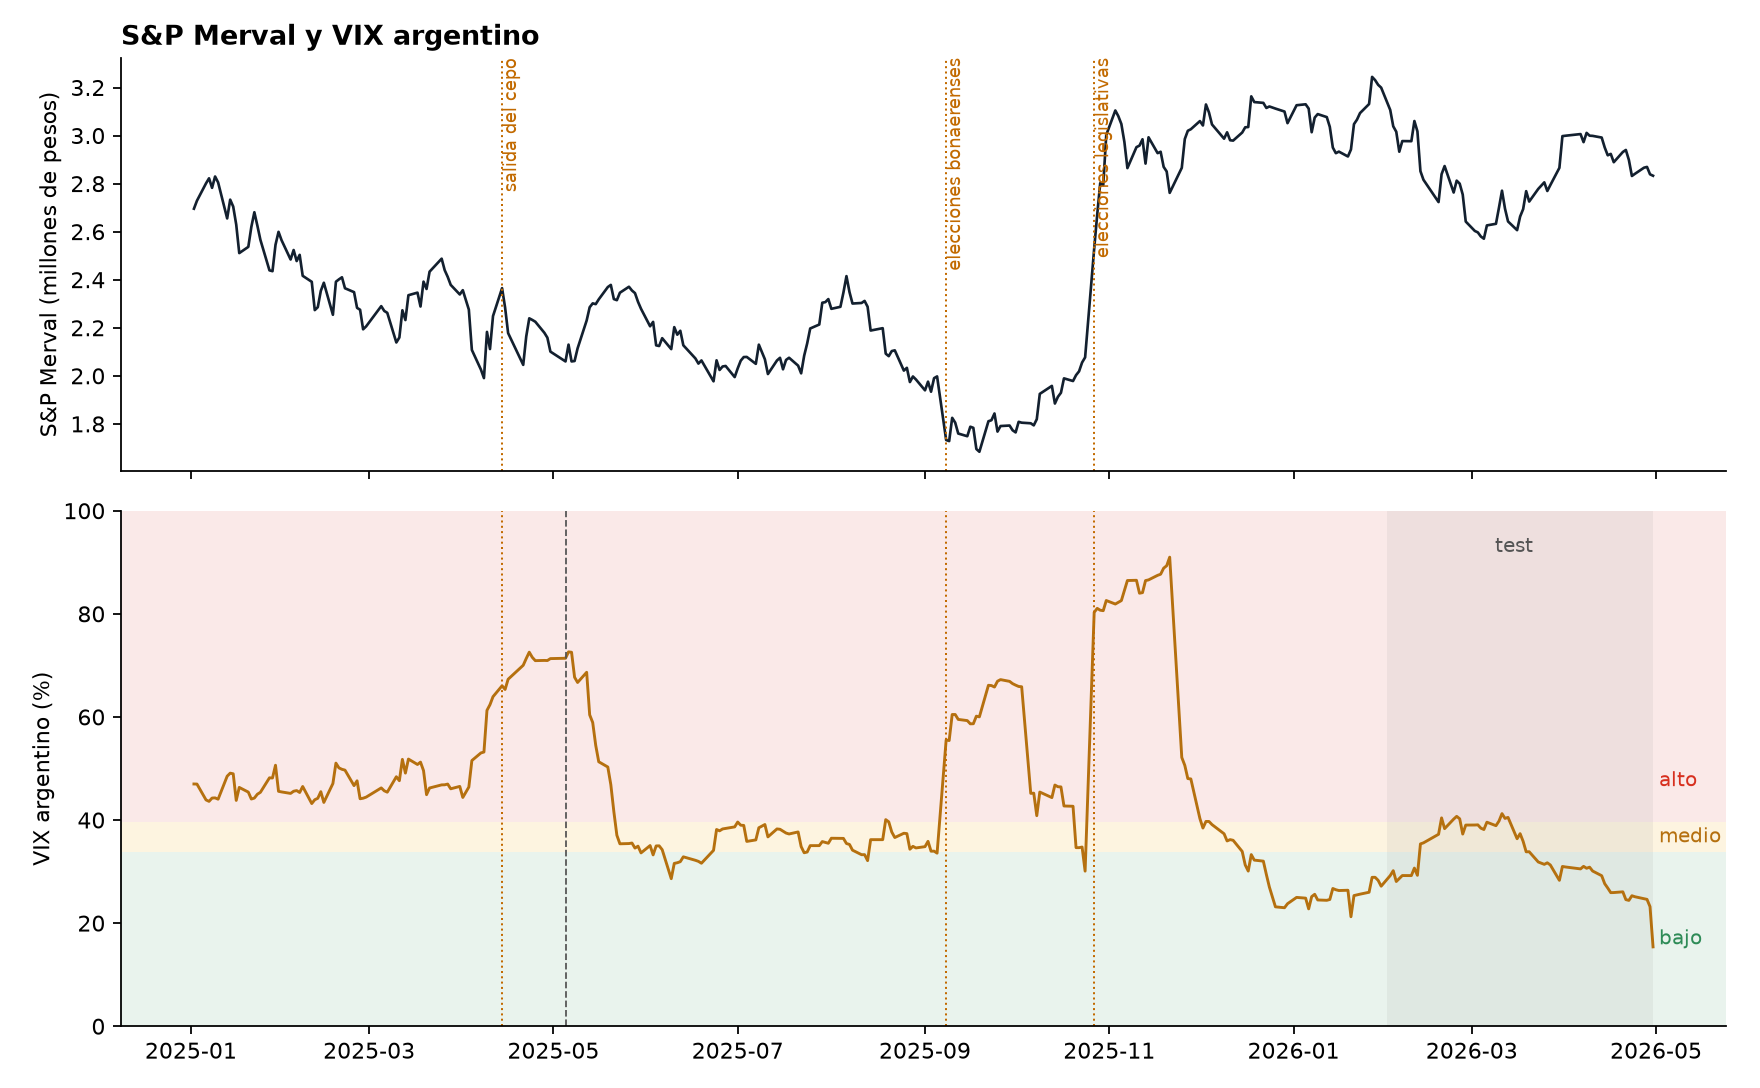 S&P Merval y VIX argentino
S&P Merval (millones de pesos)
3.2
3.0
2.8
2.6
2.4
2.2
2.0
1.8
salida del cepo
elecciones bonaerenses
elecciones legislativas
VIX argentino (%)
100
80
60
40
20
0
test
alto
medio
bajo
2025-01
2025-03
2025-05
2025-07
2025-09
2025-11
2026-01
2026-03
2026-05